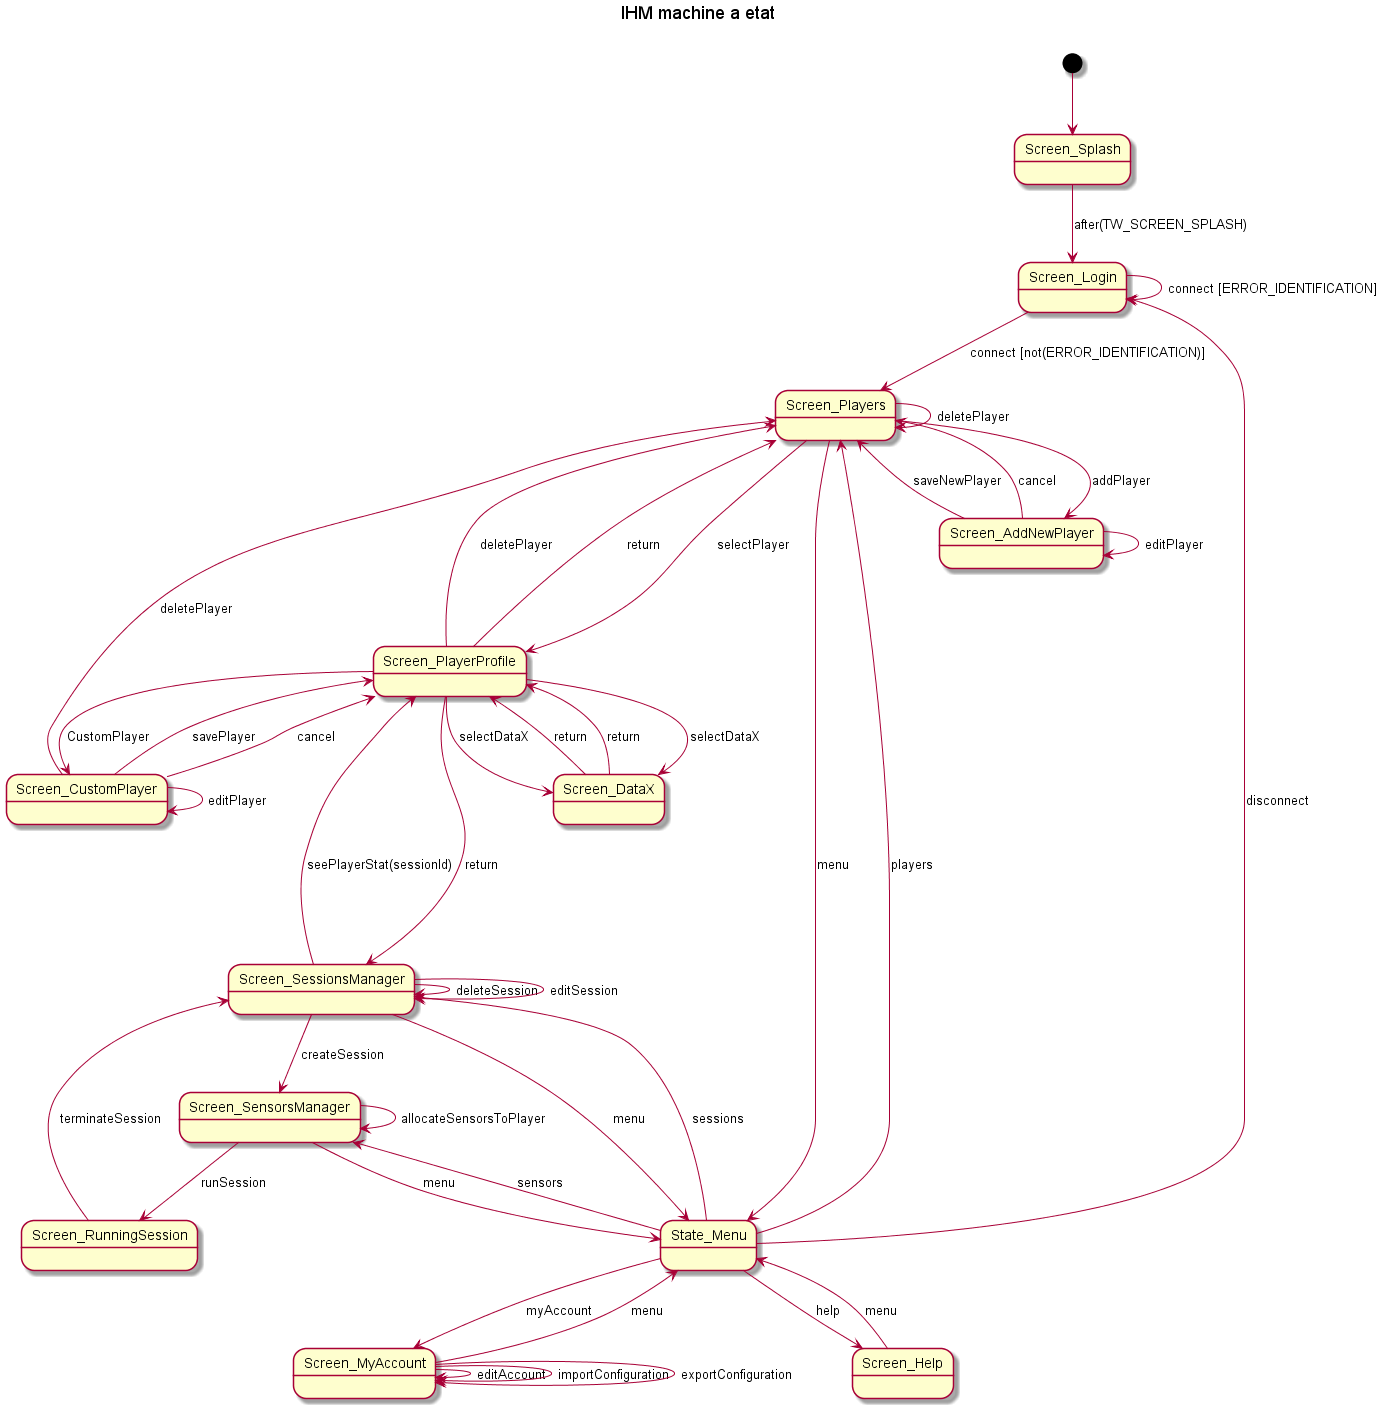 IHM machine a etat
Screen_Splash
after(TW_SCREEN_SPLASH)
Screen_Login
connect [ERROR_IDENTIFICATION]
connect [not(ERROR_IDENTIFICATION)]
Screen_Players
deletePlayer
saveNewPlayer
cancel
addPlayer
Screen_AddNewPlayer
editPlayer
deletePlayer
return
selectPlayer
deletePlayer
Screen_PlayerProfile
CustomPlayer
savePlayer
cancel
selectDataX
return
return
selectDataX
Screen_CustomPlayer
editPlayer
Screen_DataX
disconnect
seePlayerStat(sessionId)
return
menu
players
Screen_SessionsManager
deleteSession
editSession
createSession
Screen_SensorsManager
allocateSensorsToPlayer
terminateSession
menu
sessions
runSession
menu
sensors
Screen_RunningSession
State_Menu
myAccount
menu
help
menu
Screen_MyAccount
editAccount
importConfiguration
exportConfiguration
Screen_Help